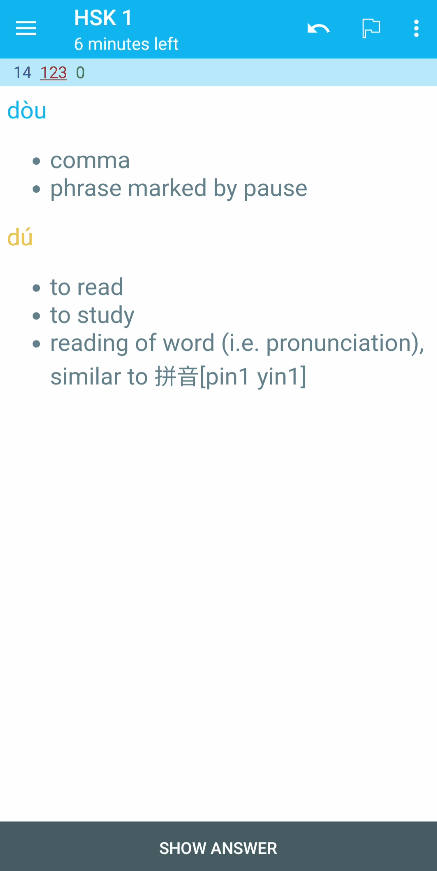 HSK 1
6 minutes left
14 123 0
dòu
• comma
• phrase marked by pause
dú
• to read
• to study
• reading of word (i.e. pronunciation),
similar to 拼音[pin1 yin1]
SHOW ANSWER